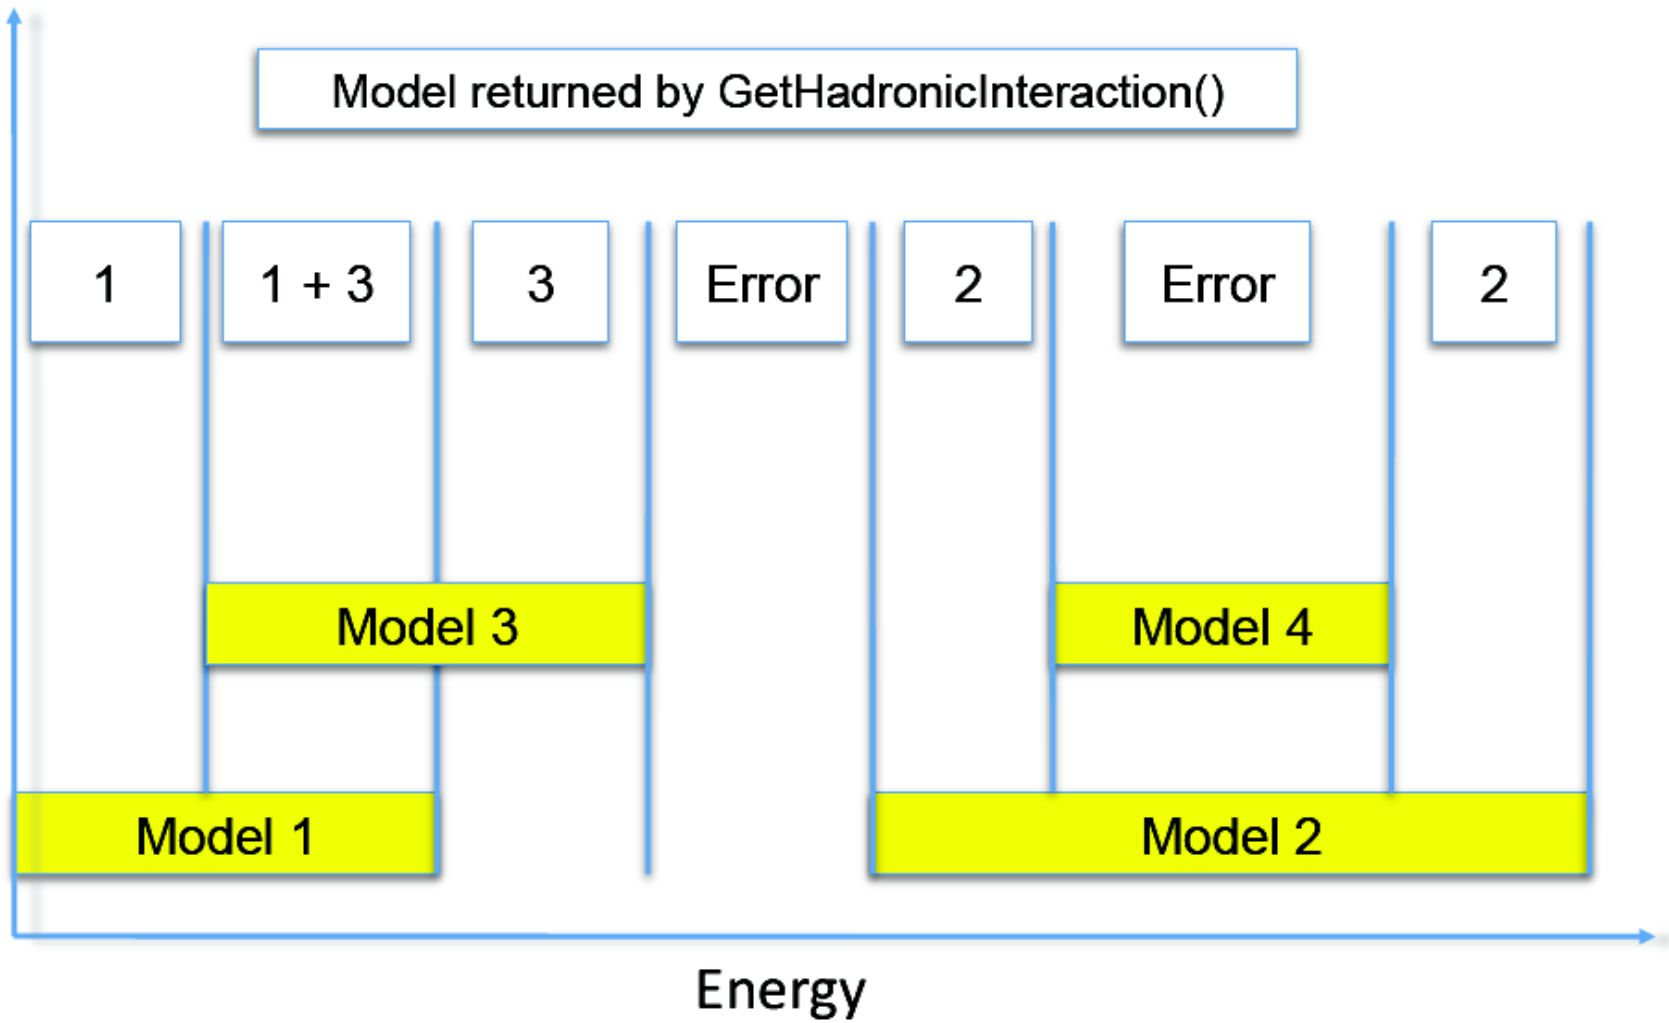 Model returned by GetHadronicInteraction()
1
1 + 3
3
Error
2
Error
2
Model 3
Model 4
Model 1
Model 2
Energy